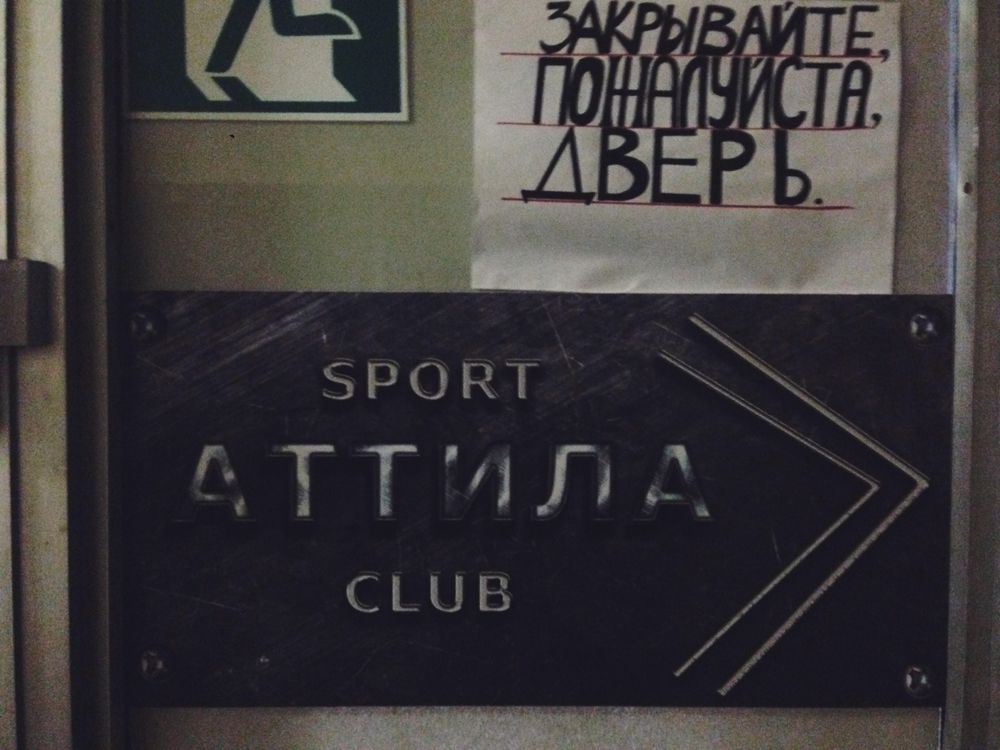 ЗАКРЫВАЙТЕ,
ПОЖАЛУЙСТА,
ДВЕРЬ.
SPORT
АТТИЛА
CLUB